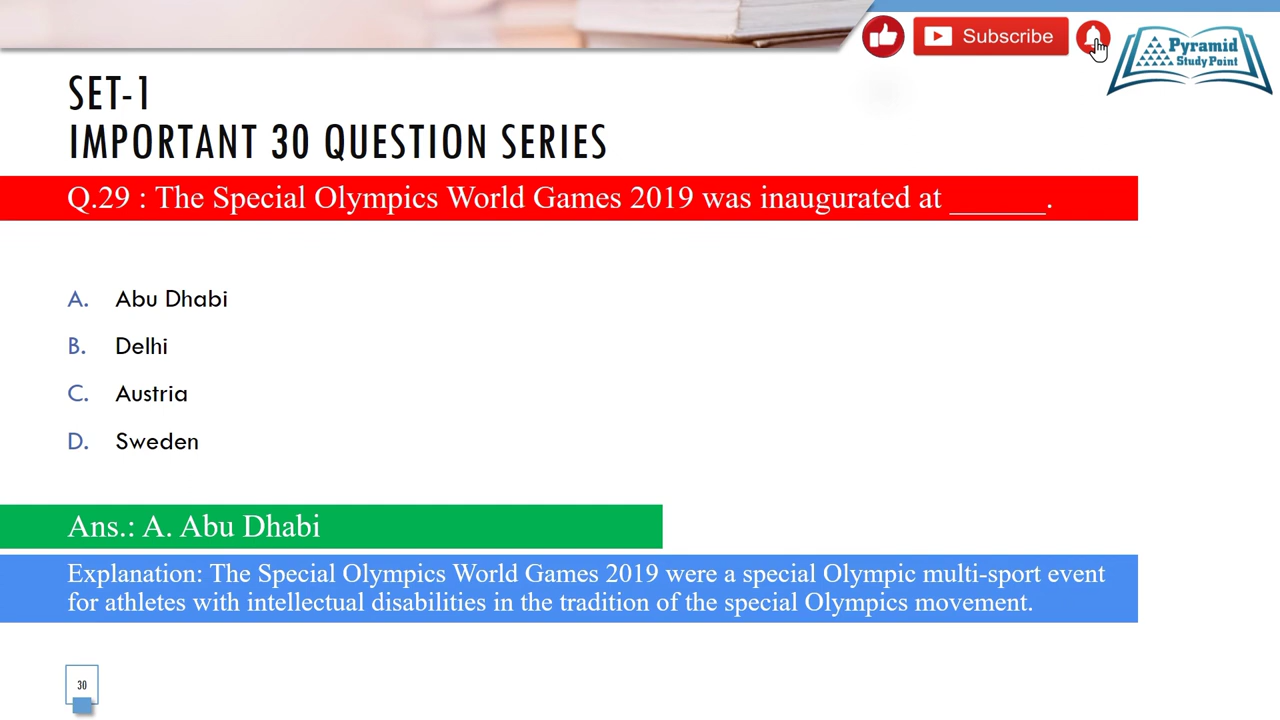 Subscribe
Pyramid
Study Point
SET-1
IMPORTANT 30 QUESTION SERIES
Q.29 : The Special Olympics World Games 2019 was inaugurated at ______.
A. Abu Dhabi
B. Delhi
C. Austria
D. Sweden
Ans.: A. Abu Dhabi
Explanation: The Special Olympics World Games 2019 were a special Olympic multi-sport event
for athletes with intellectual disabilities in the tradition of the special Olympics movement.
30